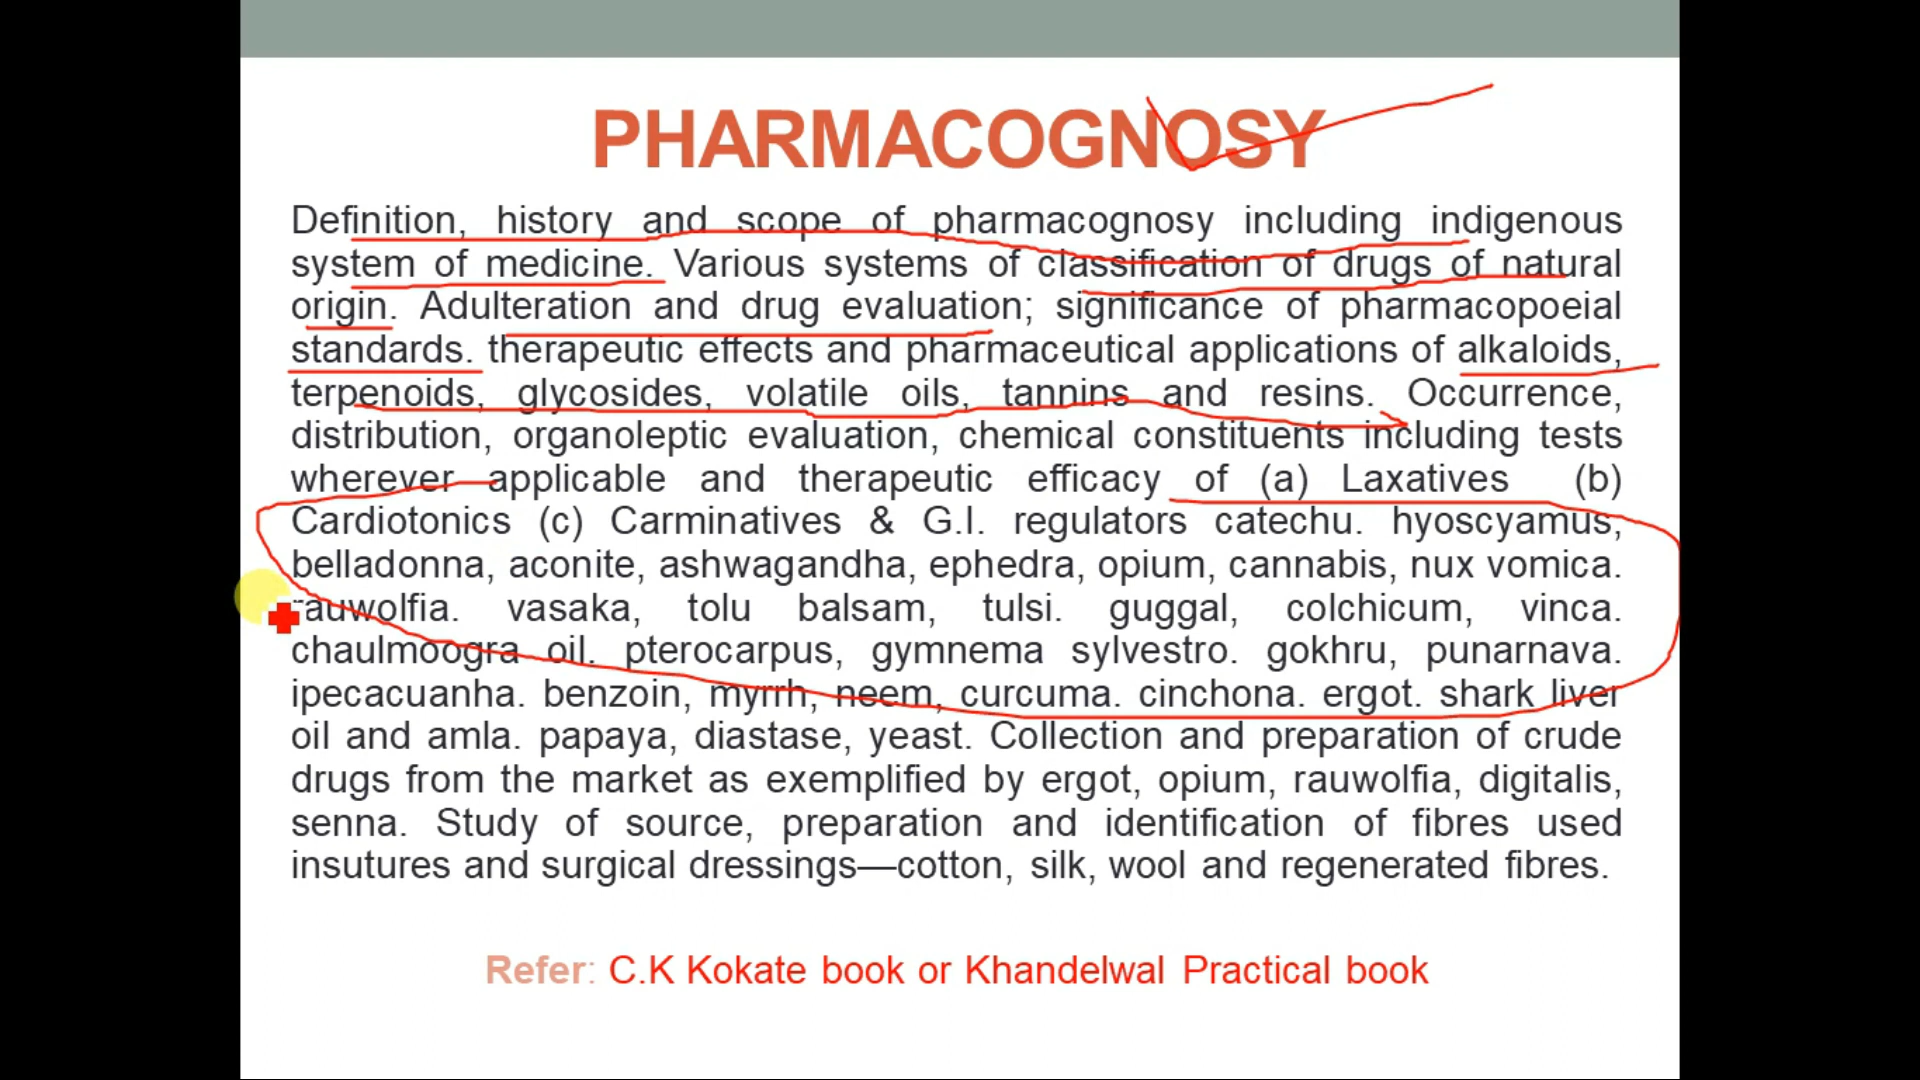 PHARMACOGNOSY
Definition, history and scope of pharmacognosy including indigenous
system of medicine. Various systems of classification of drugs of natural
origin. Adulteration and drug evaluation; significance of pharmacopoeial
standards. therapeutic effects and pharmaceutical applications of alkaloids,
terpenoids, glycosides, volatile oils, tannins and resins. Occurrence,
distribution, organoleptic evaluation, chemical constituents including tests
wherever applicable and therapeutic efficacy of (a) Laxatives (b)
Cardiotonics (c) Carminatives & G.I. regulators catechu. hyoscyamus,
belladonna, aconite, ashwagandha, ephedra, opium, cannabis, nux vomica.
rauwolfia. vasaka, tolu balsam, tulsi. guggal, colchicum, vinca.
chaulmoogra oil. pterocarpus, gymnema sylvestro. gokhru, punarnava.
ipecacuanha. benzoin, myrrh, neem, curcuma. cinchona. ergot. shark liver
oil and amla. papaya, diastase, yeast. Collection and preparation of crude
drugs from the market as exemplified by ergot, opium, rauwolfia, digitalis,
senna. Study of source, preparation and identification of fibres used
insutures and surgical dressings—cotton, silk, wool and regenerated fibres.
Refer: C.K Kokate book or Khandelwal Practical book